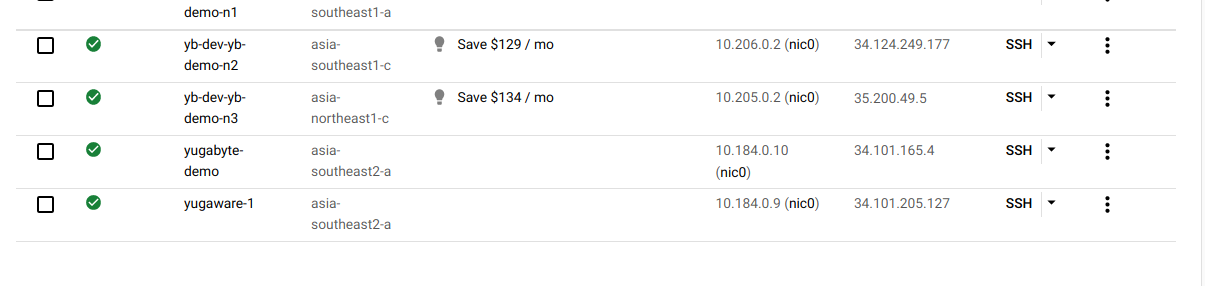 demo-n1 southeast1-a
yb-dev-yb- asia- Save $129 / mo 10.206.0.2 (nic0) 34.124.249.177 SSH
demo-n2 southeast1-c
yb-dev-yb- asia- Save $134 / mo 10.205.0.2 (nic0) 35.200.49.5 SSH
demo-n3 northeast1-c
yugabyte- asia- 10.184.0.10 34.101.165.4 SSH
demo southeast2-a (nic0)
yugaware-1 asia- 10.184.0.9 (nic0) 34.101.205.127 SSH
southeast2-a